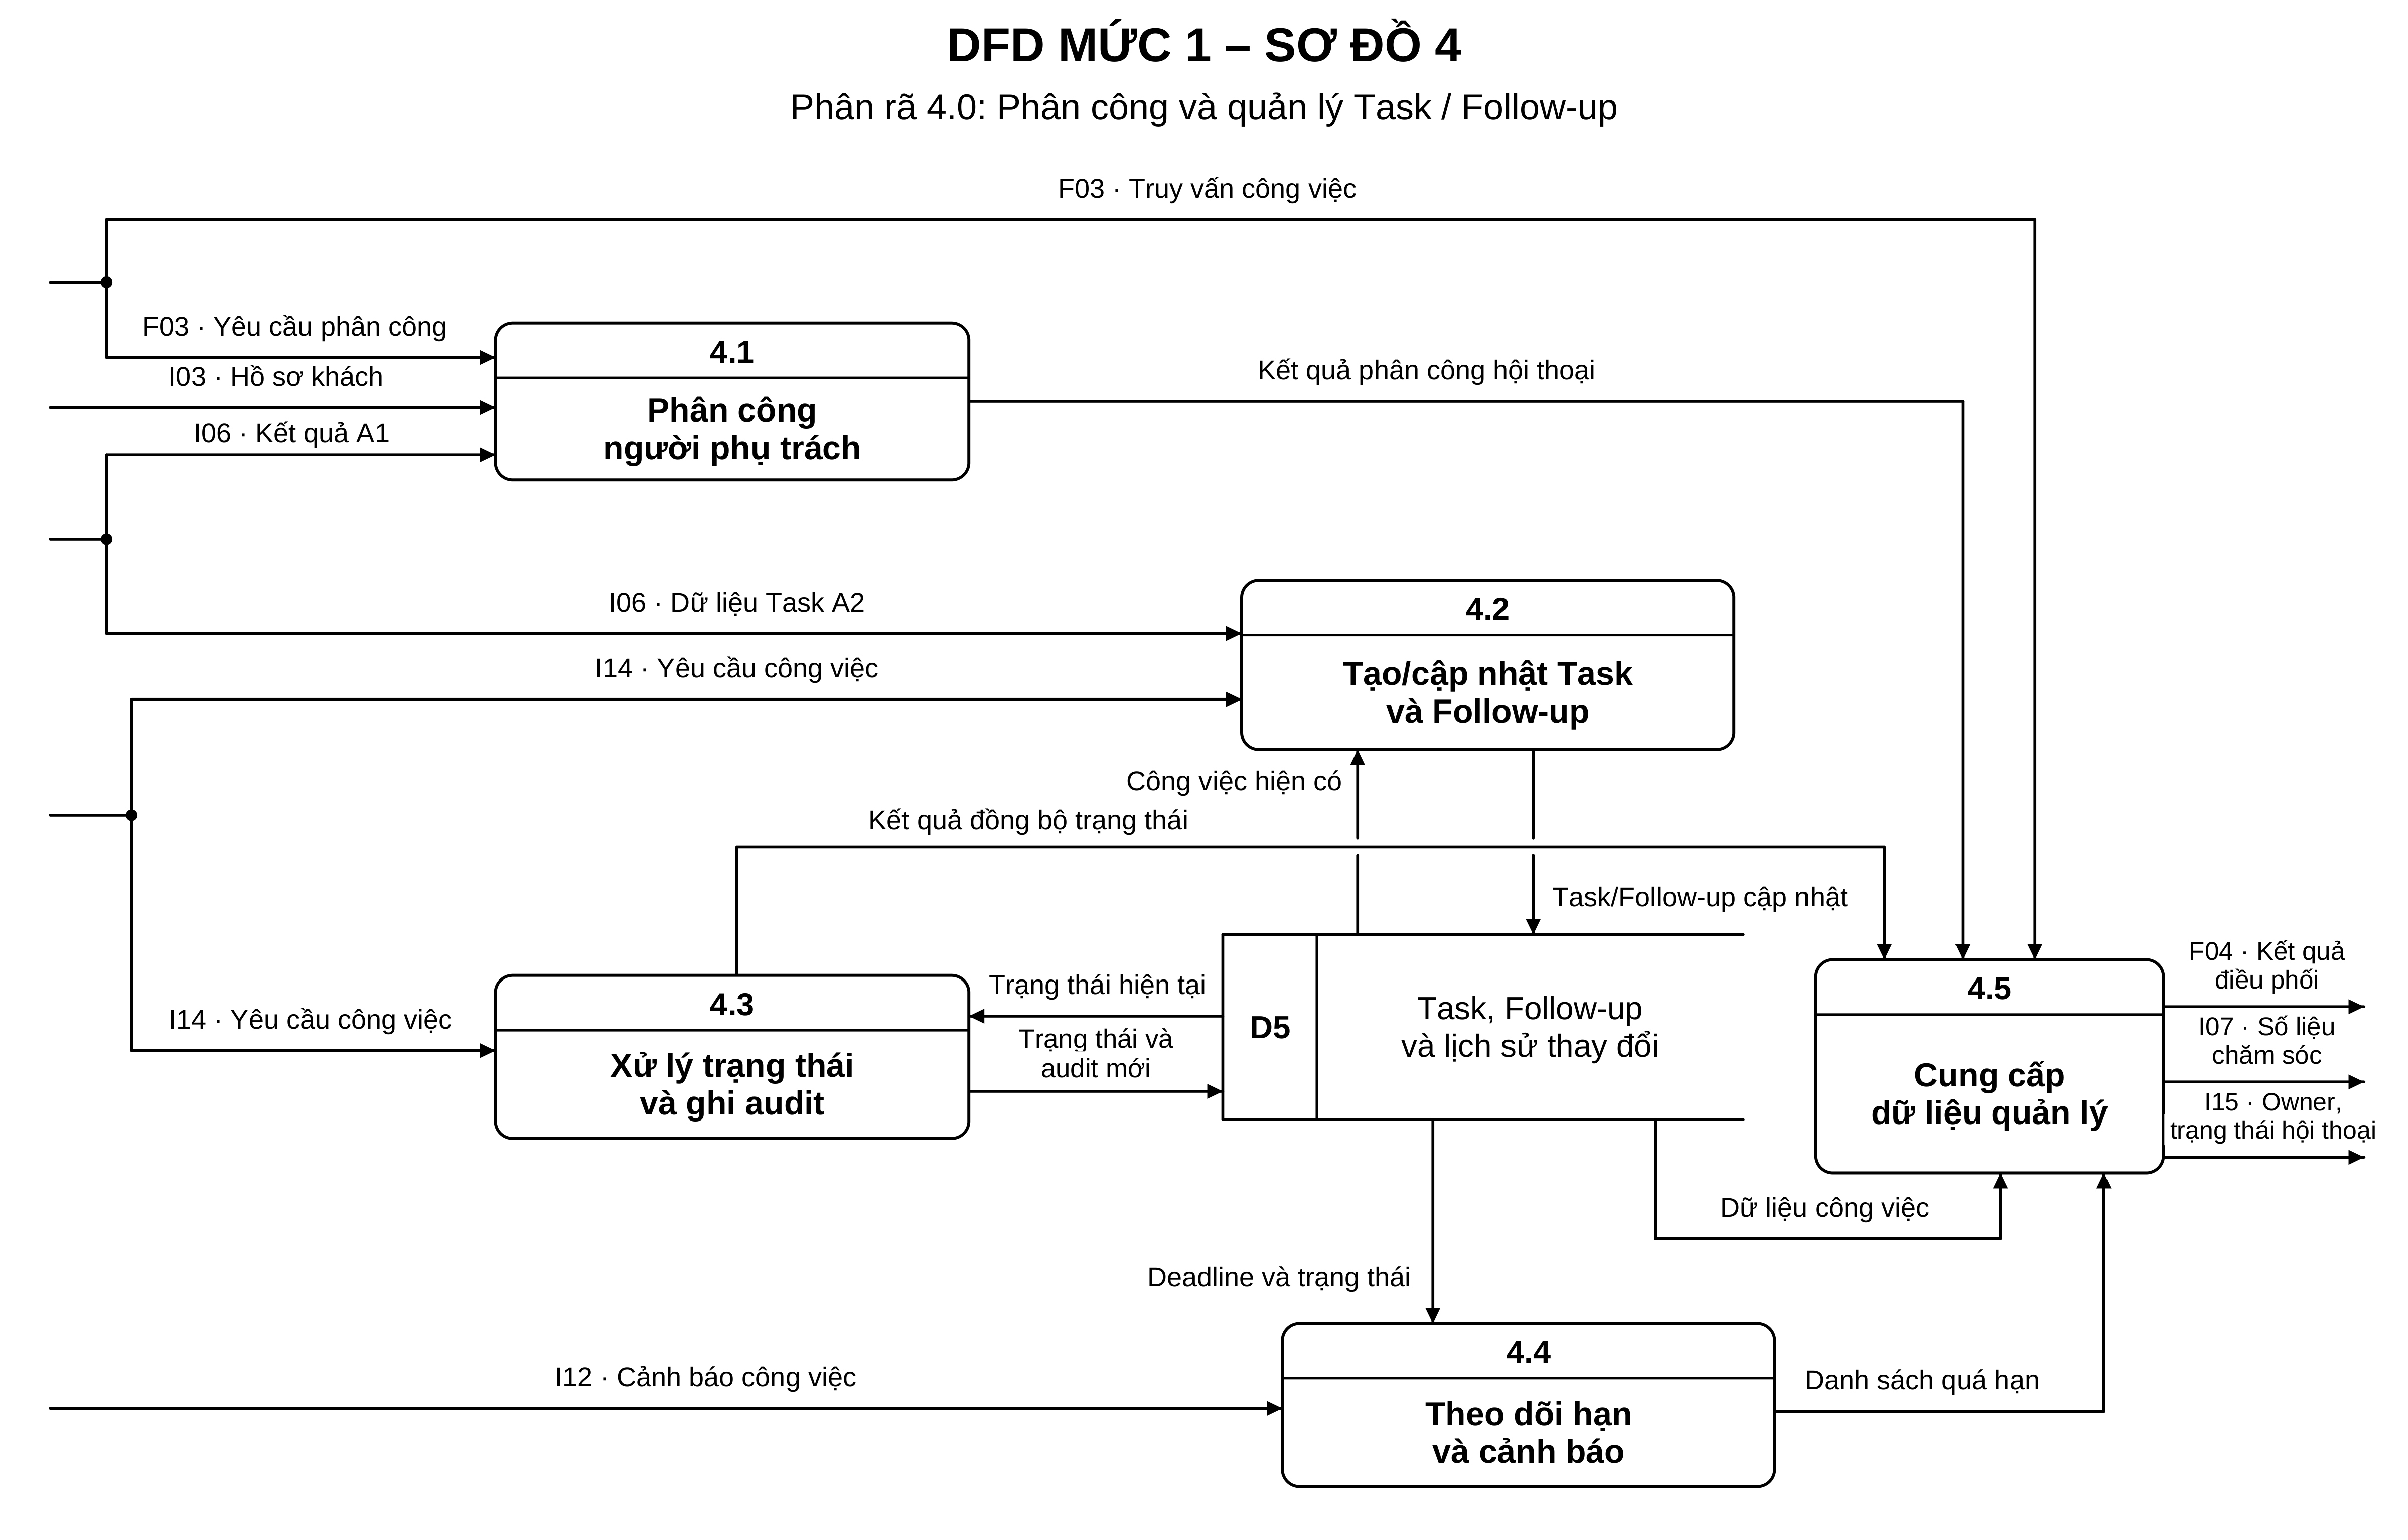 DFD MỨC 1 – SƠ ĐỒ 4
Phân rã 4.0: Phân công và quản lý Task / Follow-up
F03 · Truy vấn công việc
F03 · Yêu cầu phân công
I03 · Hồ sơ khách
I06 · Kết quả A1
4.1
Phân công
người phụ trách
Kết quả phân công hội thoại
I06 · Dữ liệu Task A2
I14 · Yêu cầu công việc
4.2
Tạo/cập nhật Task
và Follow-up
Công việc hiện có
Kết quả đồng bộ trạng thái
Task/Follow-up cập nhật
I14 · Yêu cầu công việc
4.3
Xử lý trạng thái
và ghi audit
Trạng thái hiện tại
Trạng thái và
audit mới
D5
Task, Follow-up
và lịch sử thay đổi
4.5
Cung cấp
dữ liệu quản lý
F04 · Kết quả
điều phối
I07 · Số liệu
chăm sóc
I15 · Owner,
trạng thái hội thoại
Dữ liệu công việc
Deadline và trạng thái
I12 · Cảnh báo công việc
4.4
Theo dõi hạn
và cảnh báo
Danh sách quá hạn